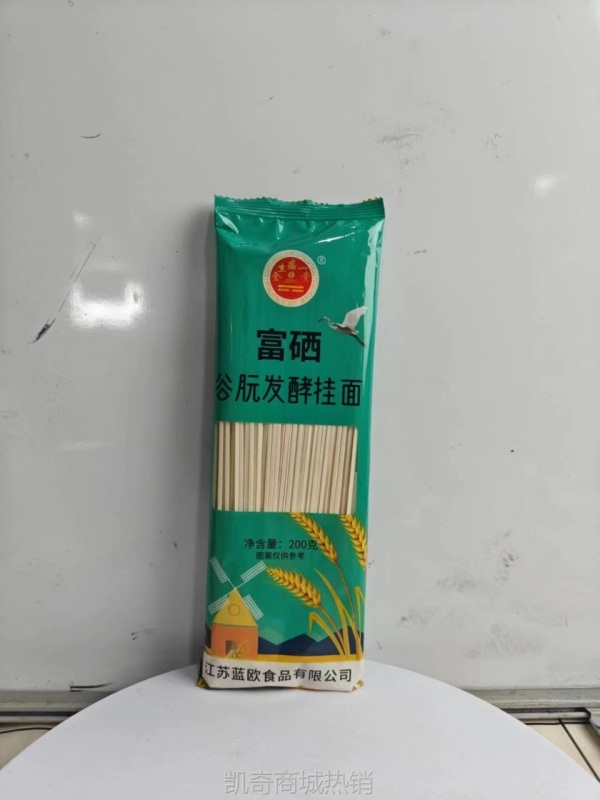 ®
富硒
谷朊发酵挂面
净含量：200克
图案仅供参考
江苏蓝欧食品有限公司
凯奇商城热销